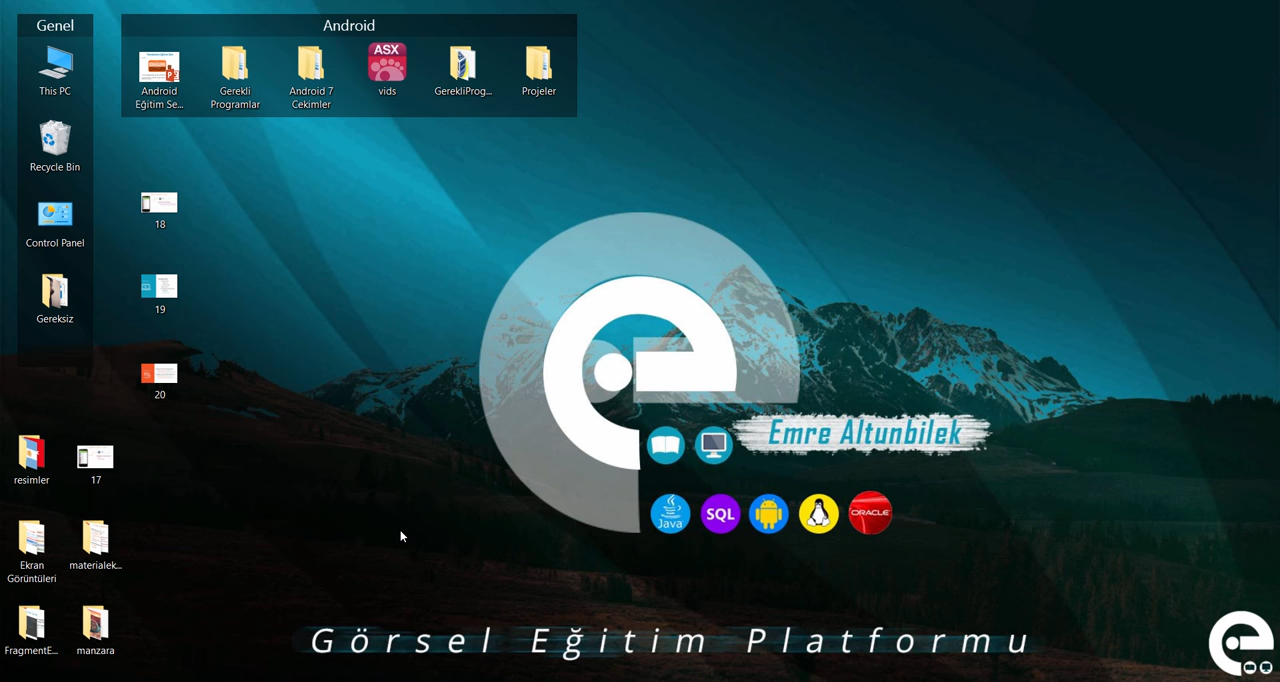 Genel
This PC
Recycle Bin
Control Panel
Gereksiz
Android
Android
Eğitim Se...
Gerekli
Programlar
Android 7
Cekimler
ASX
vids
GerekliProg...
Projeler
18
19
20
resimler
17
Ekran
Görüntüleri
materialek...
FragmentE...
manzara
Emre Altunbilek
Java
SQL
ORACLE
Görsel Eğitim Platformu